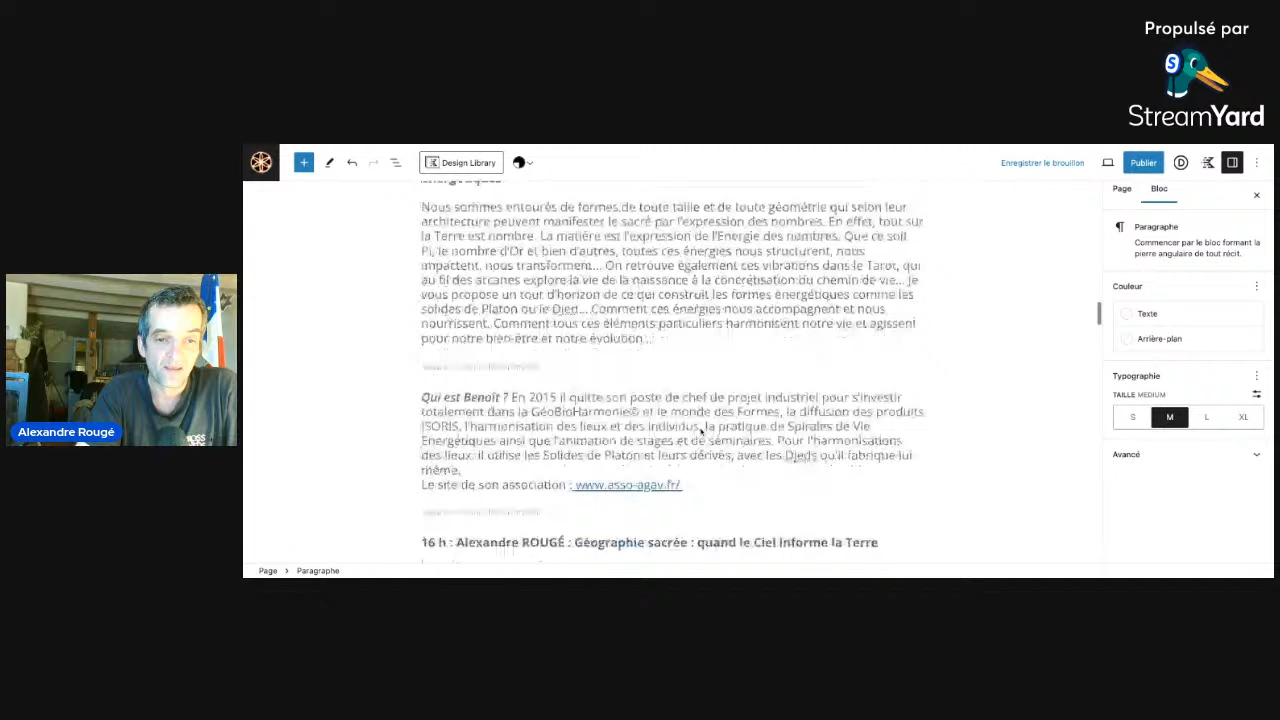 Propulsé par
StreamYard
Design Library
Enregistrer le brouillon
Publier
Page
Bloc
Nous sommes entourés de formes de toute taille et de toute géométrie qui selon leur
architecture peuvent manifester le sacré par l'expression des nombres. En effet, tout sur
la Terre est nombre. La matière est l'expression de l'Energie des nombres. Que ce soit
Pi, le nombre d'Or et bien d'autres, toutes ces énergies nous structurent, nous
impactent, nous transforment... On retrouve également ces vibrations dans le Tarot, qui
au fil des arcanes explore la vie de la naissance à la concrétisation du chemin de vie... Je
vous propose un tour d'horizon de ce qui construit les formes énergétiques comme les
solides de Platon ou le Djed... Comment ces énergies nous accompagnent et nous
nourrissent. Comment tous ces éléments particuliers harmonisent notre vie et agissent
pour notre bien-être et notre évolution...
Qui est Benoît ? En 2015 il quitte son poste de chef de projet industriel pour s'investir
totalement dans la GéoBioHarmonie© et le monde des Formes, la diffusion des produits
ISORIS, l'harmonisation des lieux et des individus, la pratique de Spirales de Vie
Energétiques ainsi que l'animation de stages et de séminaires. Pour l'harmonisations
des lieux, il utilise les Solides de Platon et leurs dérivés, avec les Djeds qu'il fabrique lui
même.
Le site de son association : www.asso-agav.fr/
16 h : Alexandre ROUGÉ : Géographie sacrée : quand le Ciel informe la Terre
Paragraphe
Commencer par le bloc formant la
pierre angulaire de tout récit.
Couleur
Texte
Arrière-plan
Typographie
TAILLE MEDIUM
S M L XL
Avancé
Page > Paragraphe
Alexandre Rougé